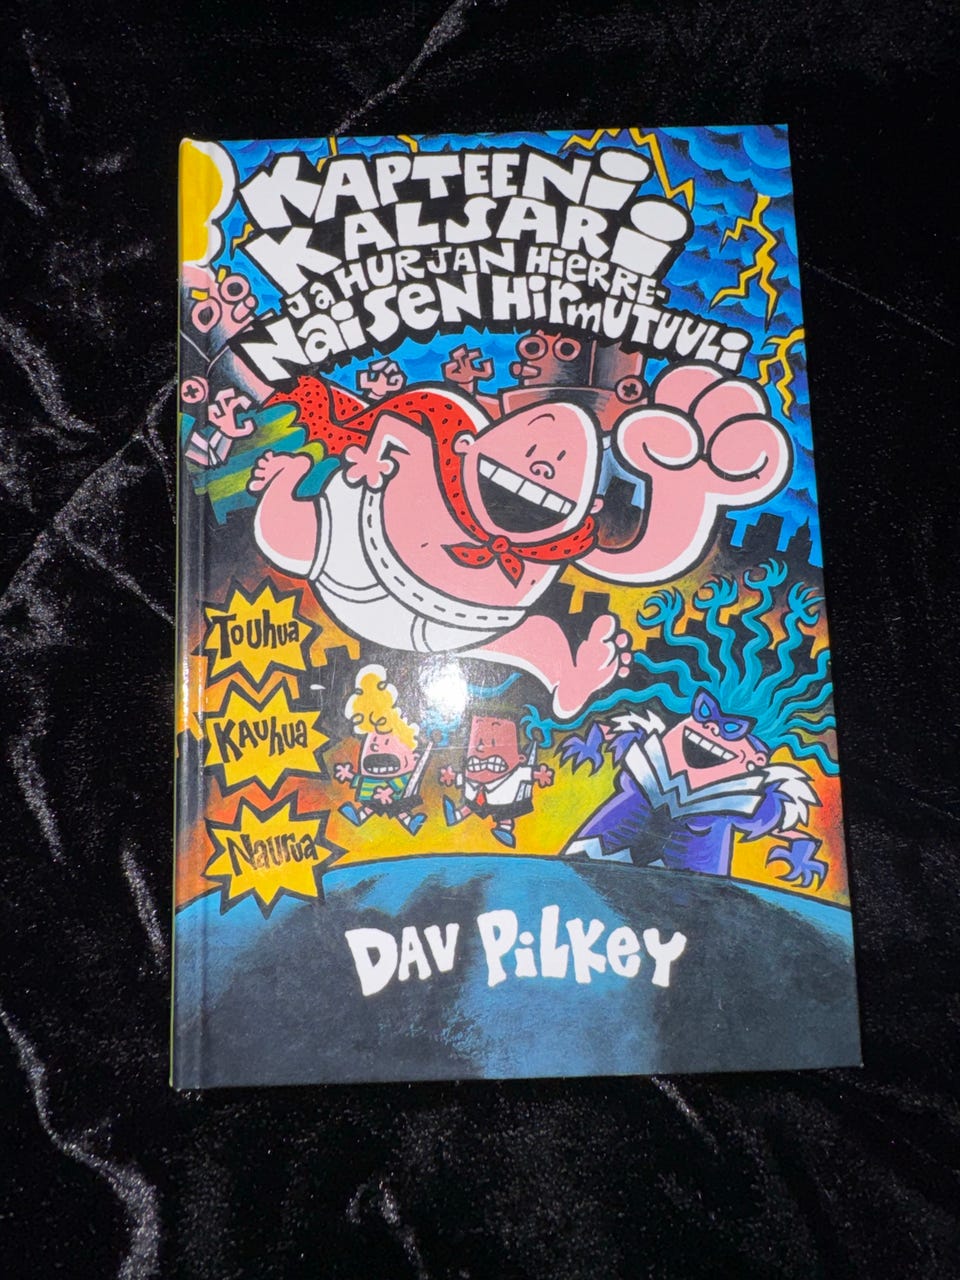 KAPTEENI
KALSARI
ja HURJAN HiERRE-
NaiSEN HiRmUTUULi
Touhua
KAUhua
Naurua
DAV PiLKEY